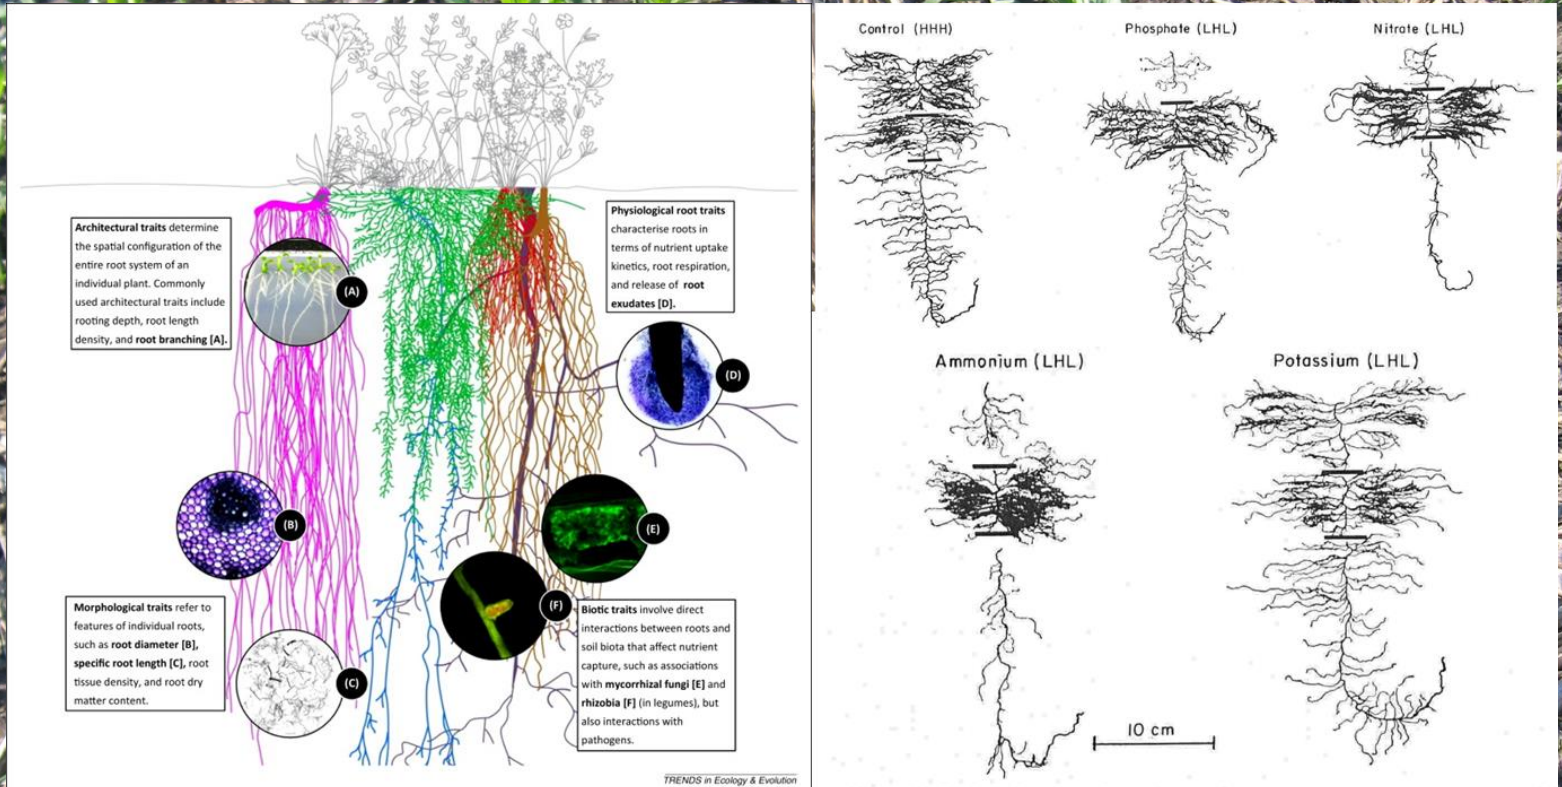 Architectural traits determine
the spatial configuration of the
entire root system of an
individual plant. Commonly
used architectural traits include
rooting depth, root length
density, and root branching [A].
(A)
Physiological root traits
characterise roots in
terms of nutrient uptake
kinetics, root respiration,
and release of root
exudates [D].
(D)
(B)
(E)
Morphological traits refer to
features of individual roots,
such as root diameter [B],
specific root length [C], root
tissue density, and root dry
matter content.
(C)
(F)
Biotic traits involve direct
interactions between roots and
soil biota that affect nutrient
capture, such as associations
with mycorrhizal fungi [E] and
rhizobia [F] (in legumes), but
also interactions with
pathogens.
TRENDS in Ecology & Evolution
Control (HHH)
Phosphate (LHL)
Nitrate (LHL)
Ammonium (LHL)
Potassium (LHL)
10 cm